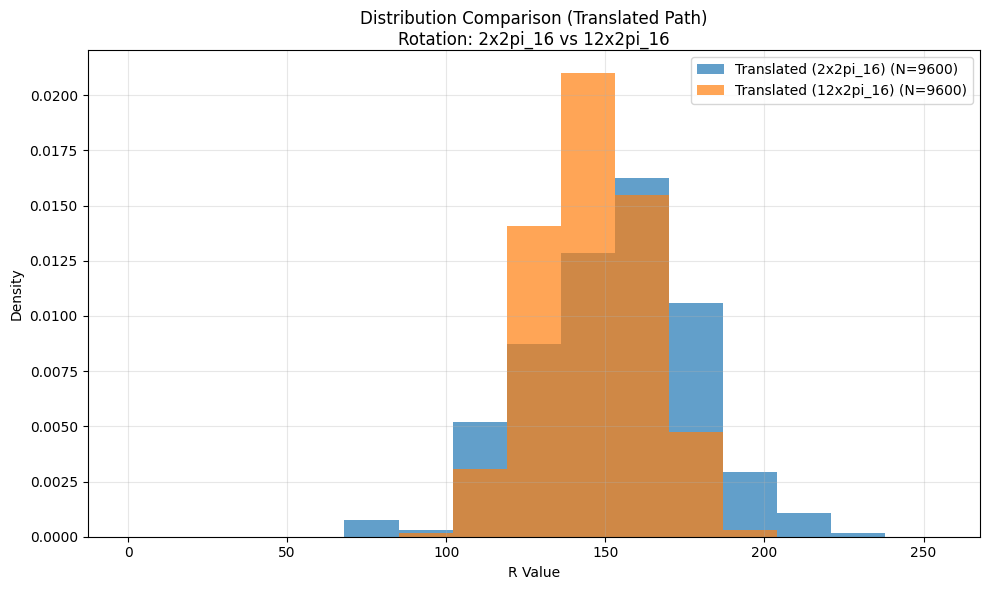 Distribution Comparison (Translated Path)
Rotation: 2x2pi_16 vs 12x2pi_16
Translated (2x2pi_16) (N=9600)
Translated (12x2pi_16) (N=9600)
Density
0.0200
0.0175
0.0150
0.0125
0.0100
0.0075
0.0050
0.0025
0.0000
0 50 100 150 200 250
R Value